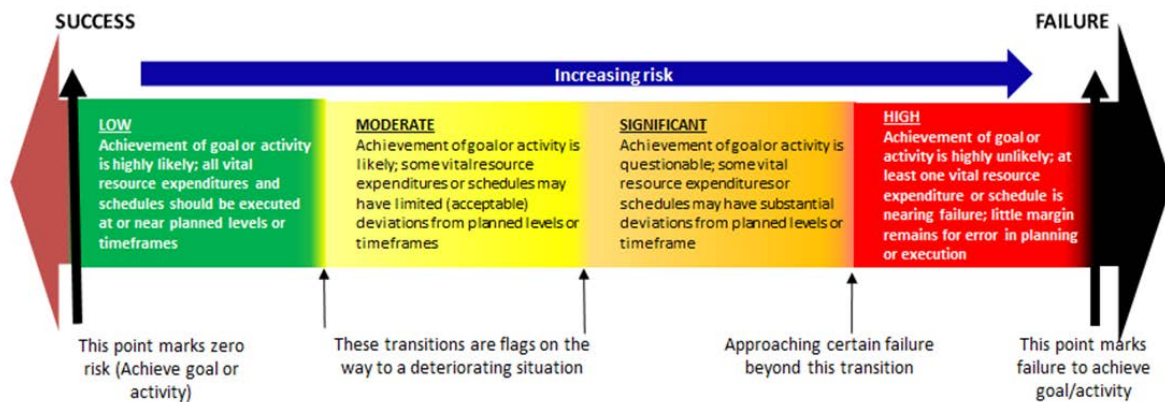 SUCCESS
FAILURE
Increasing risk
LOW
Achievement of goal or activity
is highly likely; all vital
resource expenditures and
schedules should be executed
at or near planned levels or
timeframes
MODERATE
Achievement of goal or activity is
likely; some vital resource
expenditures or schedules may
have limited (acceptable)
deviations from planned levels or
timeframes
SIGNIFICANT
Achievement of goal or activity is
questionable; some vital
resource expenditures or
schedules may have substantial
deviations from planned levels or
timeframe
HIGH
Achievement of goal or
activity is highly unlikely; at
least one vital resource
expenditure or schedule is
nearing failure; little margin
remains for error in planning
or execution
This point marks zero
risk (Achieve goal or
activity)
These transitions are flags on the
way to a deteriorating situation
Approaching certain failure
beyond this transition
This point marks
failure to achieve
goal/activity